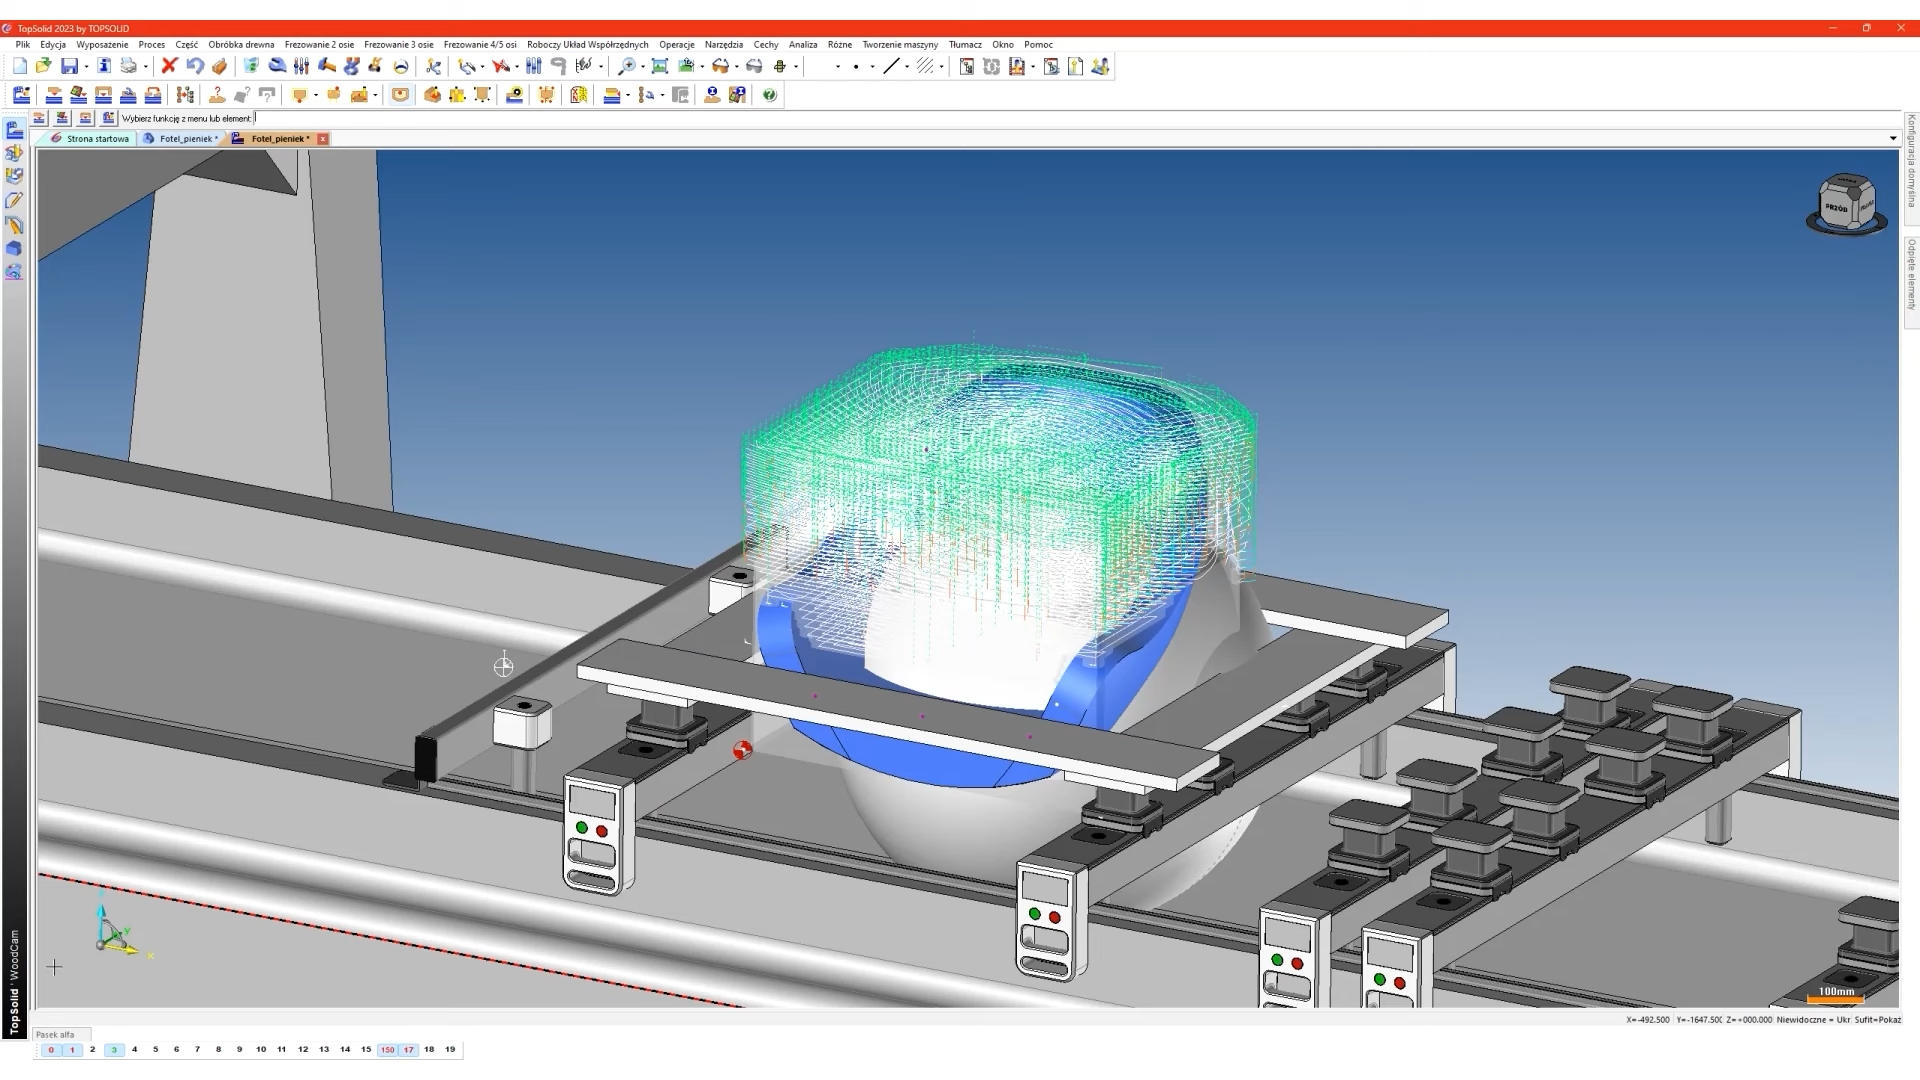 TopSolid 2023 by TOPSOLID
Plik Edycja Wyposażenie Proces Część Obróbka drewna Frezowanie 2 osie Frezowanie 3 osie Frezowanie 4/5 osi Roboczy Układ Współrzędnych Operacje Narzędzia Cechy Analiza Różne Tworzenie maszyny Tłumacz Okno Pomoc
Wybierz funkcję z menu lub element:
Strona startowa Fotel_pieniek * Fotel_pieniek * x
Konfiguracja domyślna
Odpięte elementy
PRZÓD
Y
X
100mm
TopSolid ' WoodCam
X=-492.500 Y=-1647.500 Z=+000.000 Niewidoczne = Ukr Sufit=Pokaż
Pasek alfa
0 1 2 3 4 5 6 7 8 9 10 11 12 13 14 15 150 17 18 19